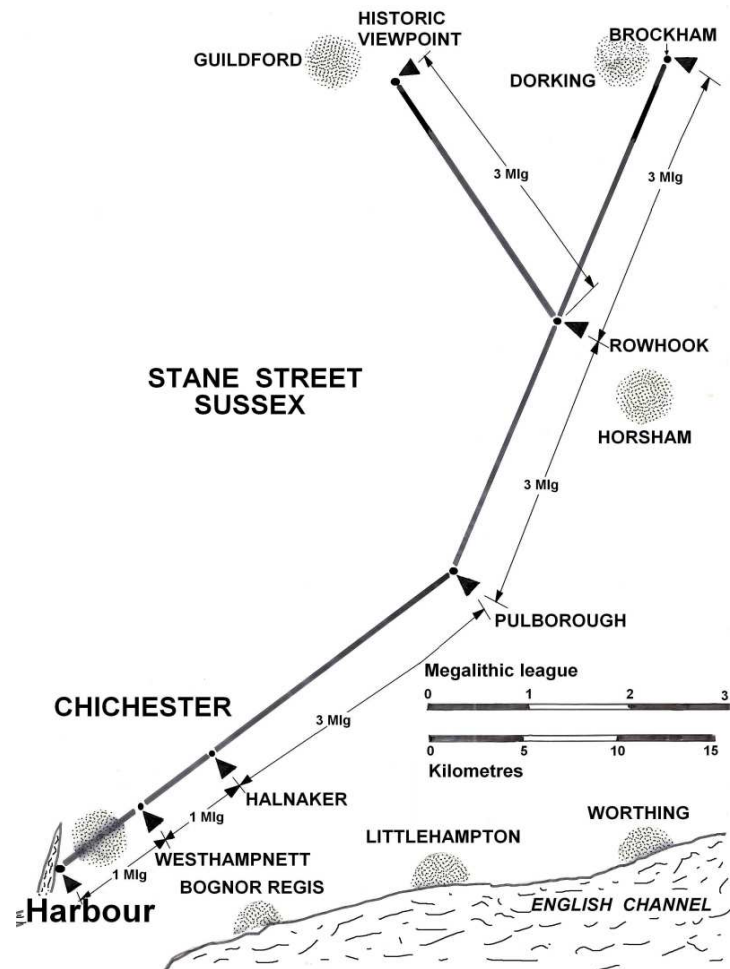 HISTORIC
VIEWPOINT
GUILDFORD
BROCKHAM
DORKING
3 Mlg
3 Mlg
ROWHOOK
STANE STREET
SUSSEX
HORSHAM
3 Mlg
PULBOROUGH
Megalithic league
0 1 2 3
CHICHESTER
3 Mlg
0 5 10 15
Kilometres
HALNAKER
1 Mlg
WORTHING
LITTLEHAMPTON
WESTHAMPNETT
1 Mlg
BOGNOR REGIS
Harbour
ENGLISH CHANNEL